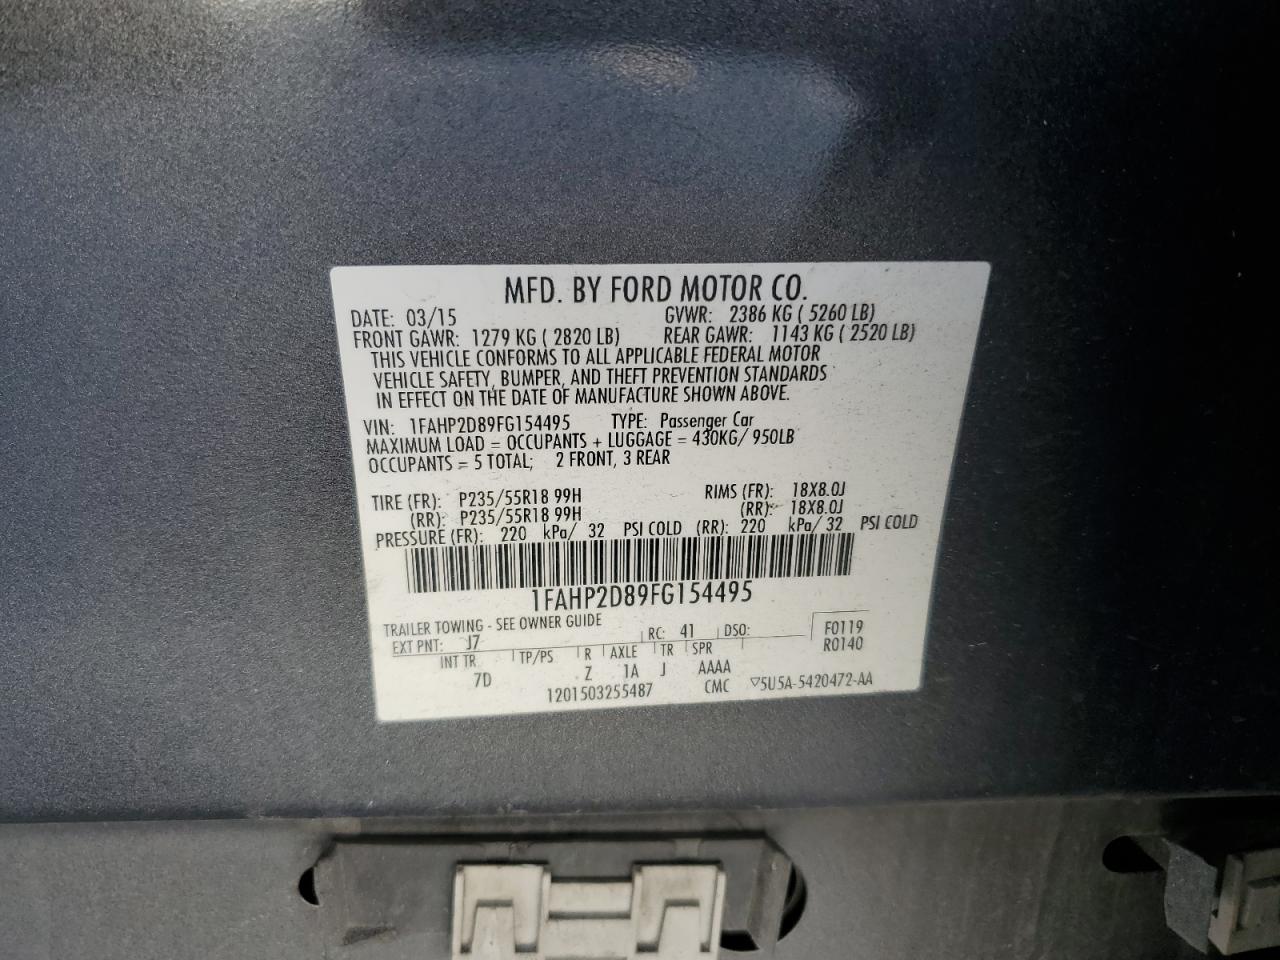 MFD. BY FORD MOTOR CO.
DATE: 03/15 GVWR: 2386 KG ( 5260 LB)
FRONT GAWR: 1279 KG ( 2820 LB) REAR GAWR: 1143 KG ( 2520 LB)
THIS VEHICLE CONFORMS TO ALL APPLICABLE FEDERAL MOTOR
VEHICLE SAFETY, BUMPER, AND THEFT PREVENTION STANDARDS
IN EFFECT ON THE DATE OF MANUFACTURE SHOWN ABOVE.
VIN: 1FAHP2D89FG154495 TYPE: Passenger Car
MAXIMUM LOAD = OCCUPANTS + LUGGAGE = 430KG/ 950LB
OCCUPANTS = 5 TOTAL; 2 FRONT, 3 REAR
TIRE (FR): P235/55R18 99H RIMS (FR): 18X8.0J
(RR): P235/55R18 99H (RR): 18X8.0J
PRESSURE (FR): 220 kPa/ 32 PSI COLD (RR): 220 kPa/ 32 PSI COLD
1FAHP2D89FG154495
TRAILER TOWING - SEE OWNER GUIDE
EXT PNT: J7 RC: 41 DSO: F0119
R0140
INT TR TP/PS R AXLE TR SPR
7D Z 1A J AAAA
1201503255487 CMC ▽5U5A-5420472-AA